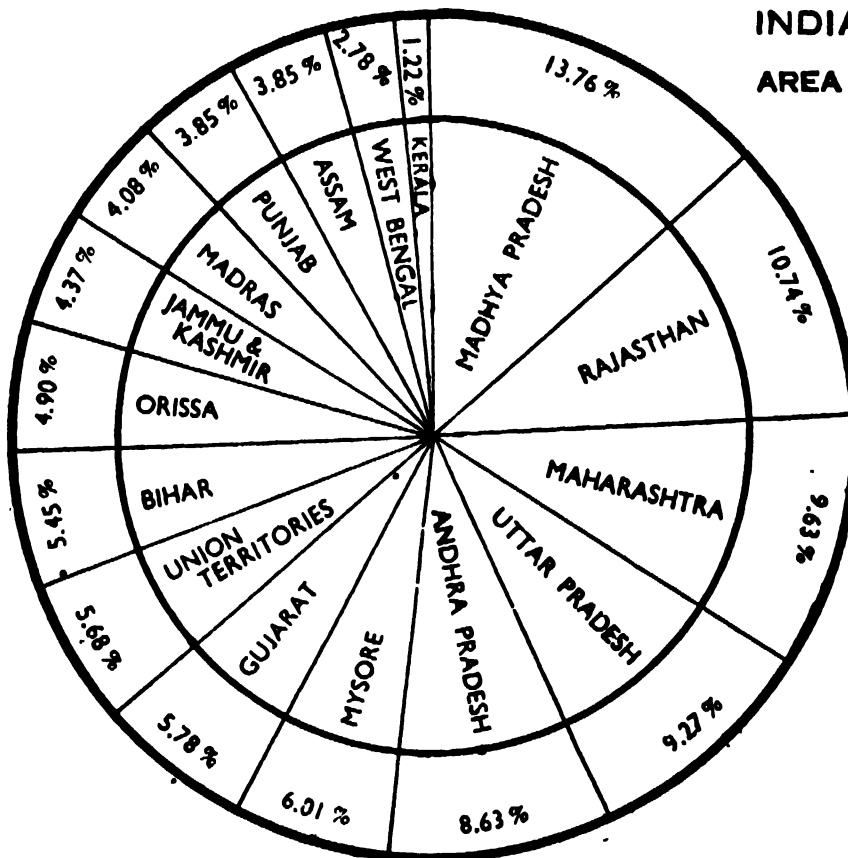 INDIA
AREA
13.76 %
MADHYA PRADESH
10.74%
RAJASTHAN
9.63%
MAHARASHTRA
9.27 %
UTTAR PRADESH
8.63 %
ANDHRA PRADESH
6.01 %
MYSORE
5.78 %
GUJARAT
5.68 %
UNION
TERRITORIES
5.45 %
BIHAR
4.90 %
ORISSA
4.37 %
JAMMU &
KASHMIR
4.08 %
MADRAS
3.85 %
PUNJAB
3.85 %
ASSAM
2.78 %
WEST BENGAL
1.22 %
KERALA